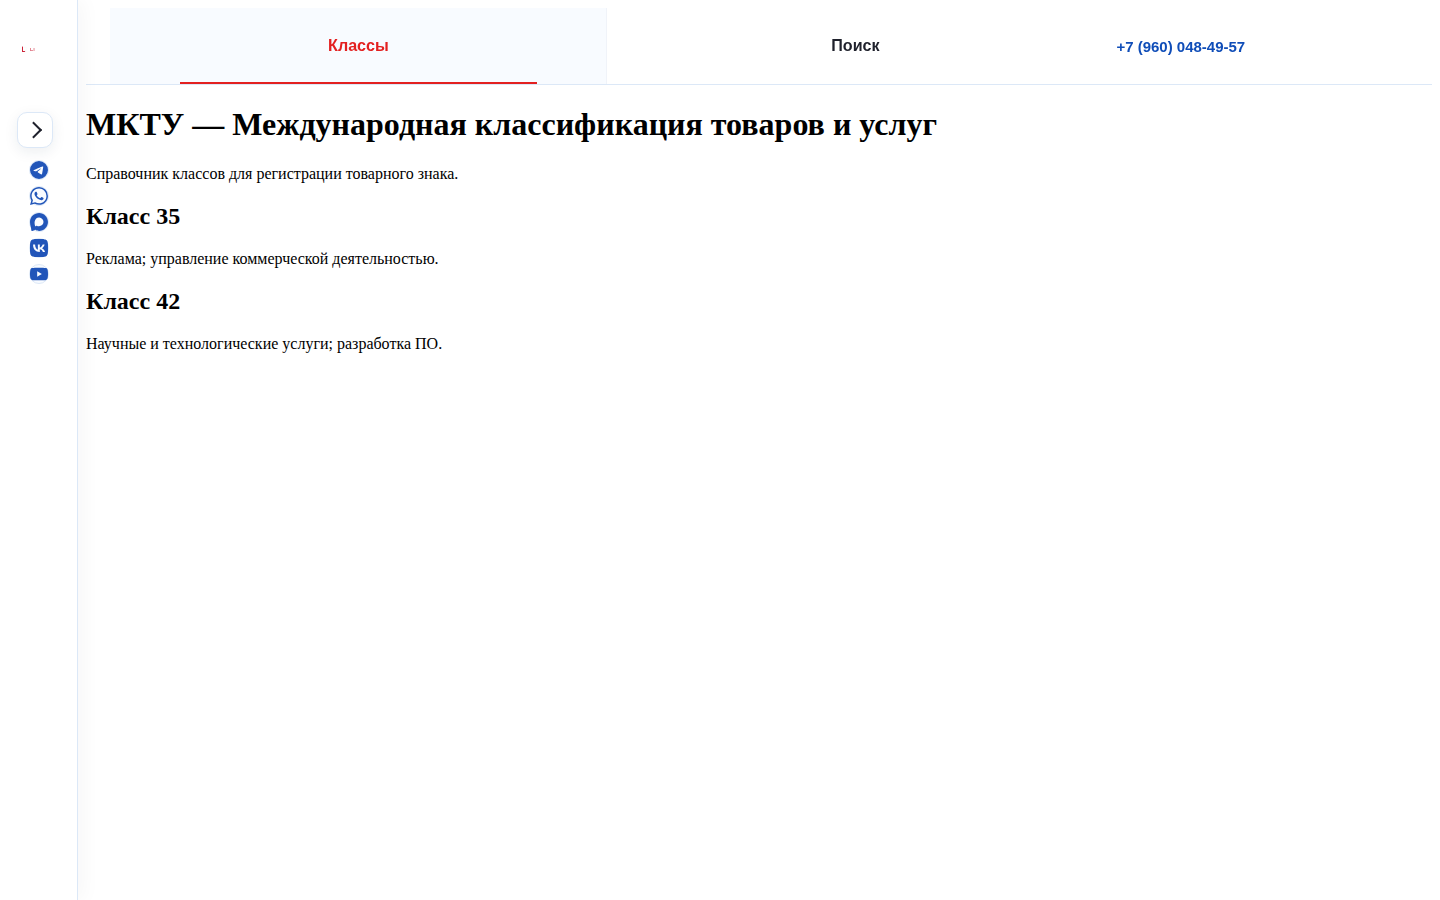 Классы
Поиск
+7 (960) 048-49-57
МКТУ — Международная классификация товаров и услуг
Справочник классов для регистрации товарного знака.
Класс 35
Реклама; управление коммерческой деятельностью.
Класс 42
Научные и технологические услуги; разработка ПО.